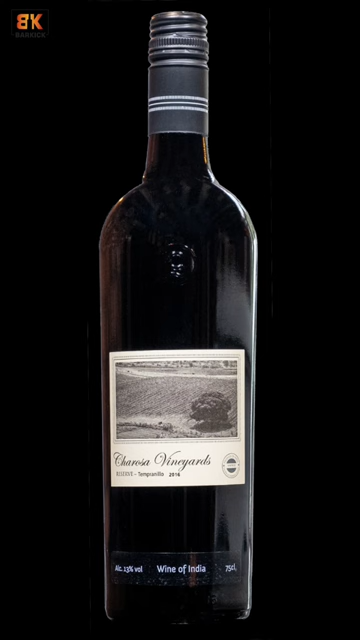 BK
BARKICK
Charosa Vineyards
RESERVE - Tempranillo 2016
Alc. 13% vol Wine of India 75cl.